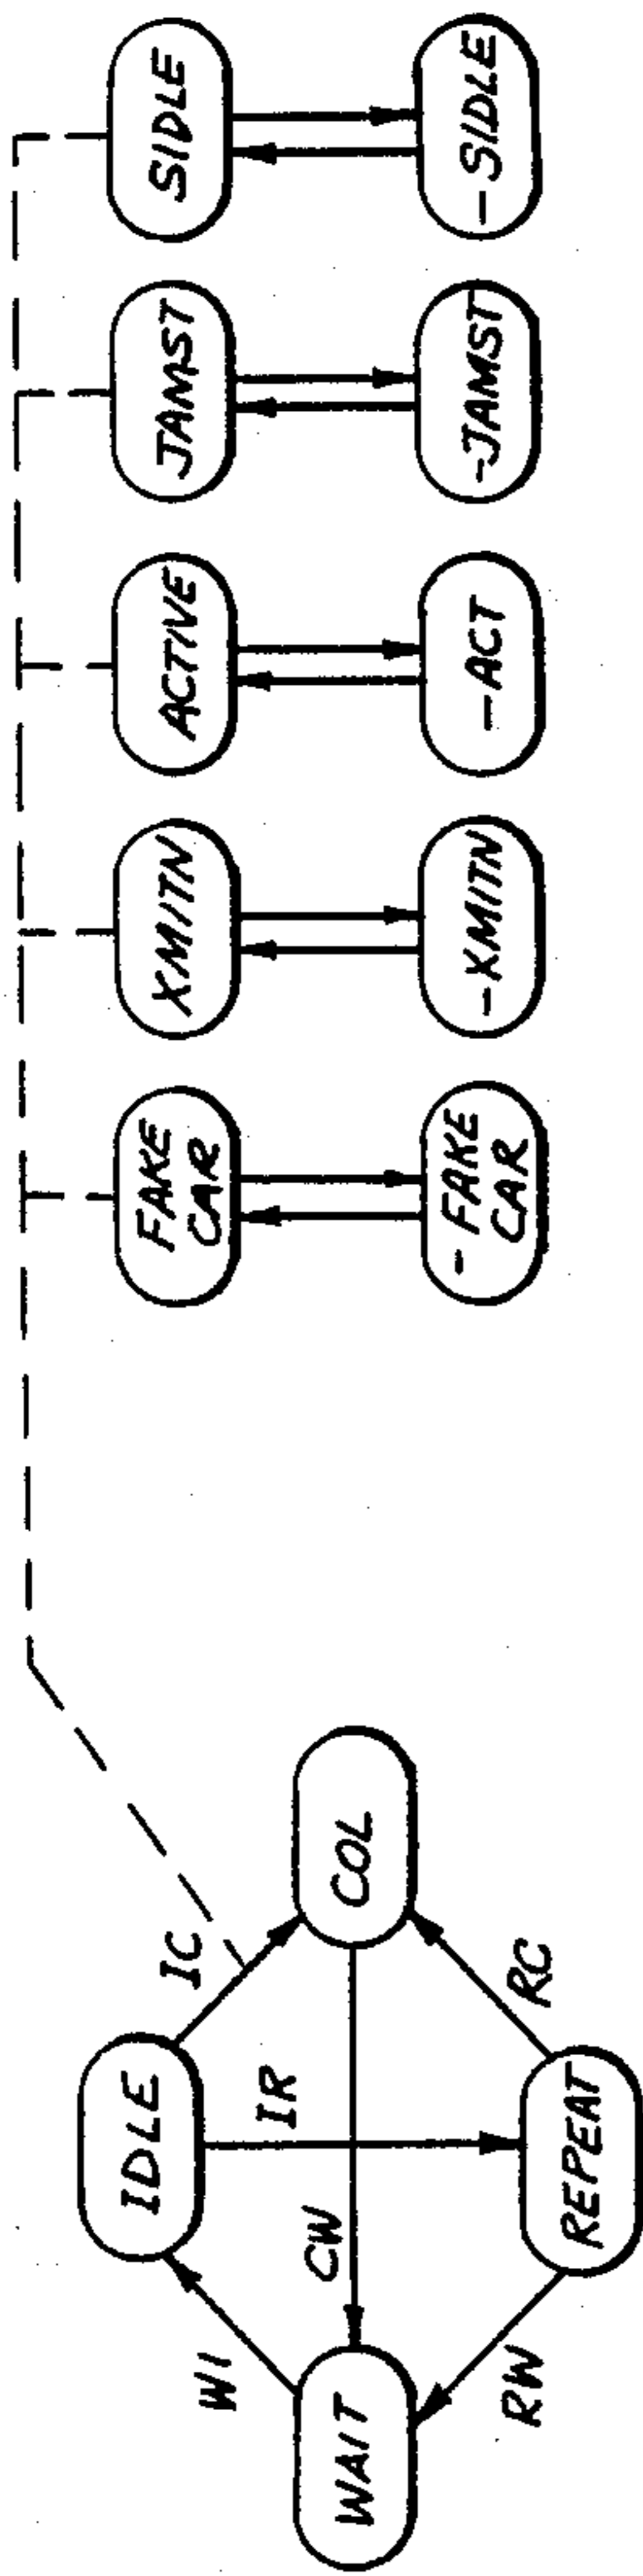 IDLE
WI
IC
IR
WAIT
CW
COL
RW
RC
REPEAT
FAKE
CAR
XMITN
ACTIVE
JAMST
SIDLE
- FAKE
CAR
-XMITN
-ACT
-JAMST
-SIDLE